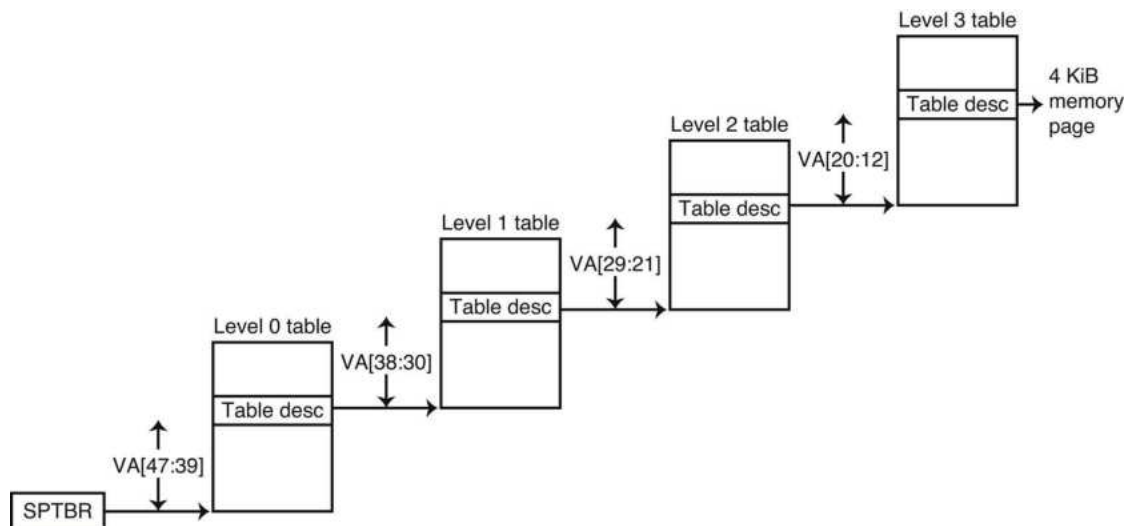 Level 3 table
4 KiB
memory
page
Table desc
Level 2 table
VA[20:12]
Table desc
Level 1 table
VA[29:21]
Table desc
Level 0 table
VA[38:30]
Table desc
VA[47:39]
SPTBR